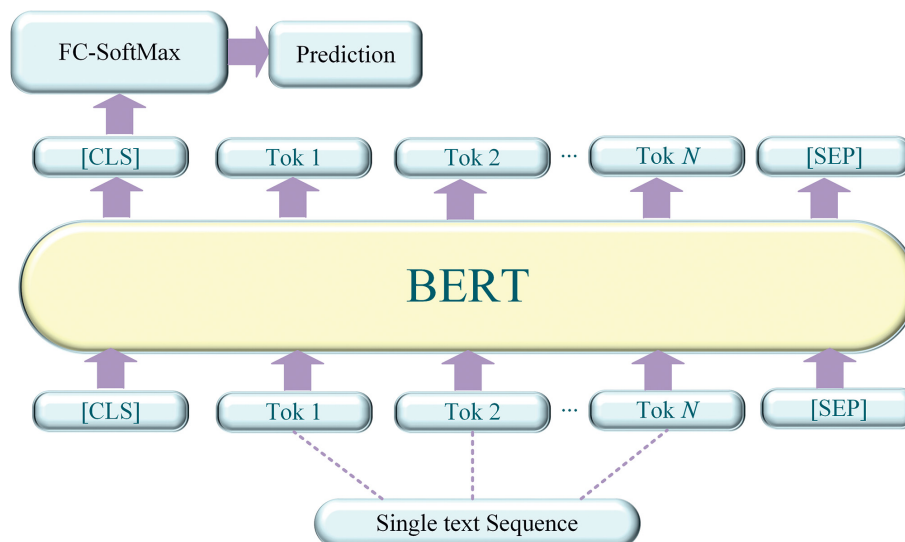 FC-SoftMax
Prediction
[CLS] Tok 1 Tok 2 ... Tok N [SEP]
BERT
[CLS] Tok 1 Tok 2 ... Tok N [SEP]
Single text Sequence